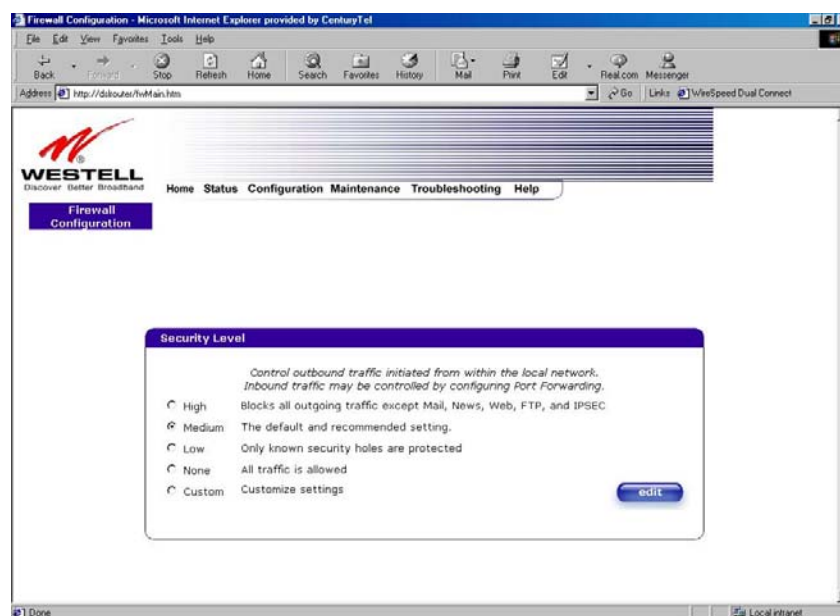 Firewall Configuration - Microsoft Internet Explorer provided by CenturyTel
File Edit View Favorites Tools Help
Back Forward Stop Refresh Home Search Favorites History Mail Print Edit Real.com Messenger
Address http://dslrouter/fwMain.htm Go Links WireSpeed Dual Connect
WESTELL
Discover Better Broadband
Home Status Configuration Maintenance Troubleshooting Help
Firewall
Configuration
Security Level
Control outbound traffic initiated from within the local network.
Inbound traffic may be controlled by configuring Port Forwarding.
High Blocks all outgoing traffic except Mail, News, Web, FTP, and IPSEC
Medium The default and recommended setting.
Low Only known security holes are protected
None All traffic is allowed
Custom Customize settings
edit
Done Local intranet